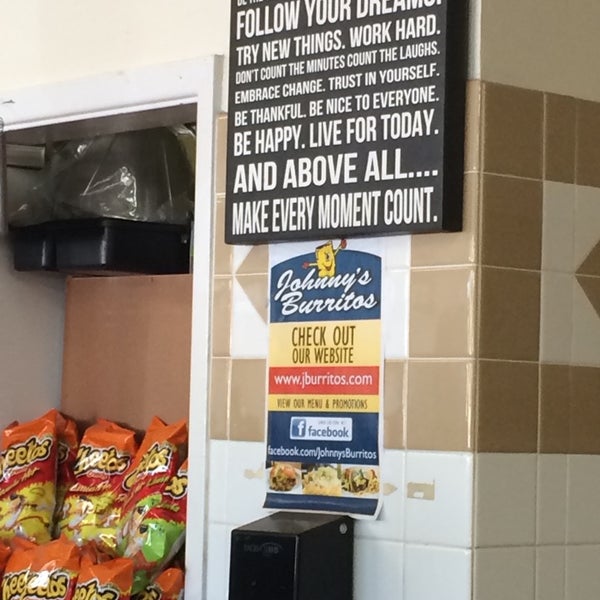 FOLLOW YOUR DREAMS.
TRY NEW THINGS. WORK HARD.
DON'T COUNT THE MINUTES COUNT THE LAUGHS.
EMBRACE CHANGE. TRUST IN YOURSELF.
BE THANKFUL. BE NICE TO EVERYONE.
BE HAPPY. LIVE FOR TODAY.
AND ABOVE ALL....
MAKE EVERY MOMENT COUNT.
Johnny's
Burritos
CHECK OUT
OUR WEBSITE
www.jburritos.com
VIEW OUR MENU & PROMOTIONS
f facebook
facebook.com/JohnnysBurritos
Cheetos
Cheetos
Cheetos